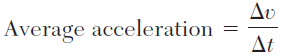 Average acceleration = Δv/Δt